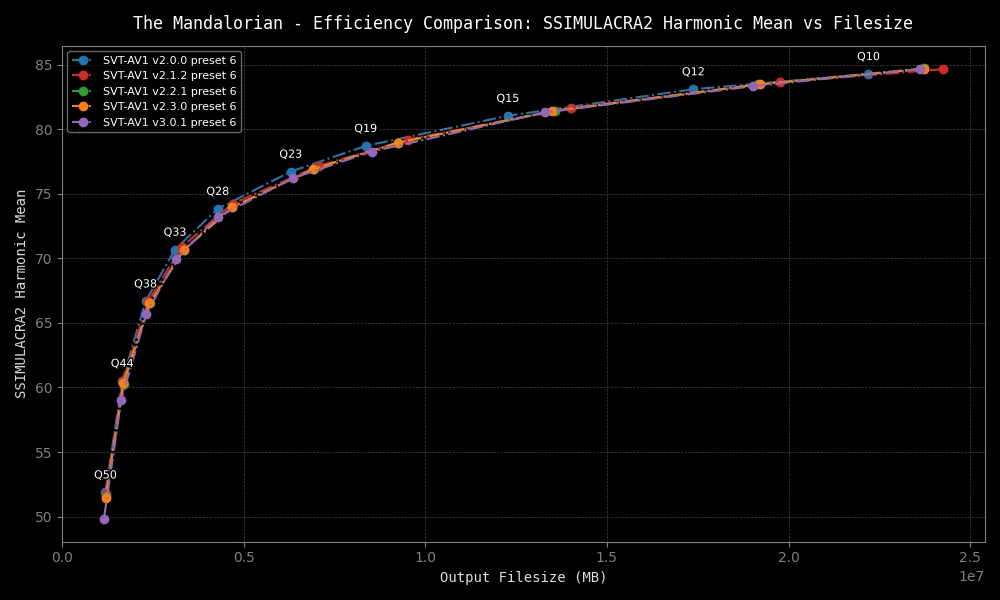 The Mandalorian - Efficiency Comparison: SSIMULACRA2 Harmonic Mean vs Filesize
SVT-AV1 v2.0.0 preset 6
SVT-AV1 v2.1.2 preset 6
SVT-AV1 v2.2.1 preset 6
SVT-AV1 v2.3.0 preset 6
SVT-AV1 v3.0.1 preset 6
SSIMULACRA2 Harmonic Mean
85
80
75
70
65
60
55
50
Q10
Q12
Q15
Q19
Q23
Q28
Q33
Q38
Q44
Q50
0.0
0.5
1.0
1.5
2.0
2.5
1e7
Output Filesize (MB)